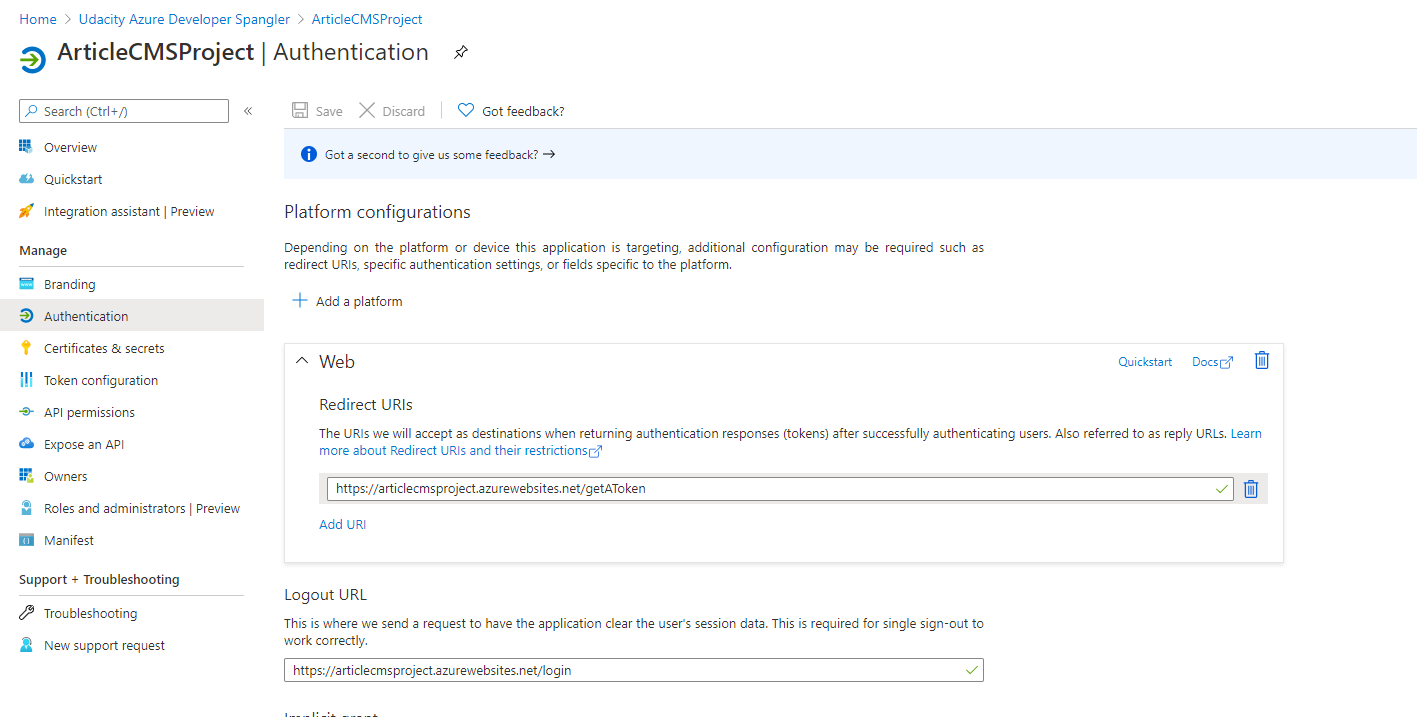 Home > Udacity Azure Developer Spangler > ArticleCMSProject
ArticleCMSProject | Authentication
Search (Ctrl+/)
«
Overview
Quickstart
Integration assistant | Preview
Manage
Branding
Authentication
Certificates & secrets
Token configuration
API permissions
Expose an API
Owners
Roles and administrators | Preview
Manifest
Support + Troubleshooting
Troubleshooting
New support request
Save Discard Got feedback?
Got a second to give us some feedback? →
Platform configurations
Depending on the platform or device this application is targeting, additional configuration may be required such as
redirect URIs, specific authentication settings, or fields specific to the platform.
Add a platform
Web Quickstart Docs
Redirect URIs
The URIs we will accept as destinations when returning authentication responses (tokens) after successfully authenticating users. Also referred to as reply URLs. Learn
more about Redirect URIs and their restrictions
https://articlecmsproject.azurewebsites.net/getAToken
Add URI
Logout URL
This is where we send a request to have the application clear the user's session data. This is required for single sign-out to
work correctly.
https://articlecmsproject.azurewebsites.net/login
Implicit grant